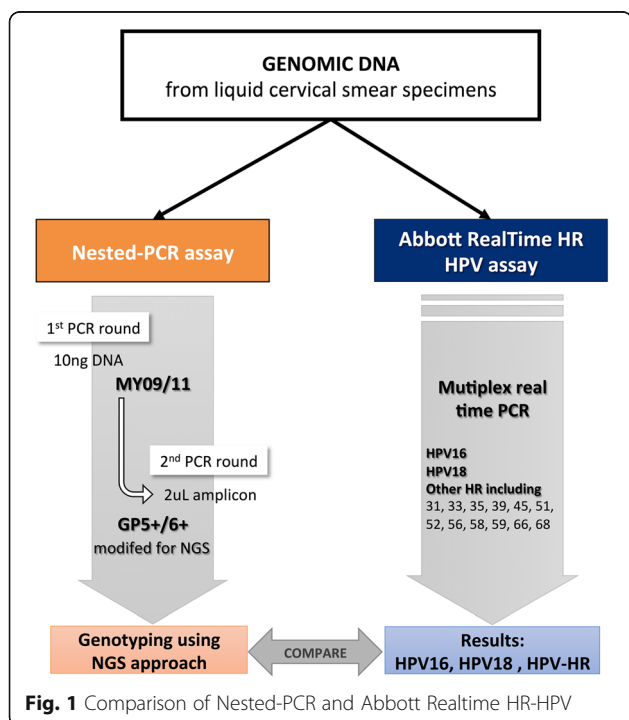 GENOMIC DNA
from liquid cervical smear specimens
Nested-PCR assay
1st PCR round
10ng DNA
MY09/11
2nd PCR round
2uL amplicon
GP5+/6+
modifed for NGS
Genotyping using
NGS approach
Abbott RealTime HR
HPV assay
Mutiplex real
time PCR
HPV16
HPV18
Other HR including
31, 33, 35, 39, 45, 51,
52, 56, 58, 59, 66, 68
COMPARE
Results:
HPV16, HPV18 , HPV-HR
Fig. 1 Comparison of Nested-PCR and Abbott Realtime HR-HPV